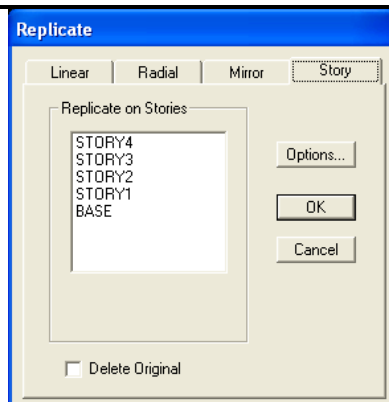 Replicate
Linear Radial Mirror Story
Replicate on Stories
STORY4
STORY3
STORY2
STORY1
BASE
Options...
OK
Cancel
Delete Original